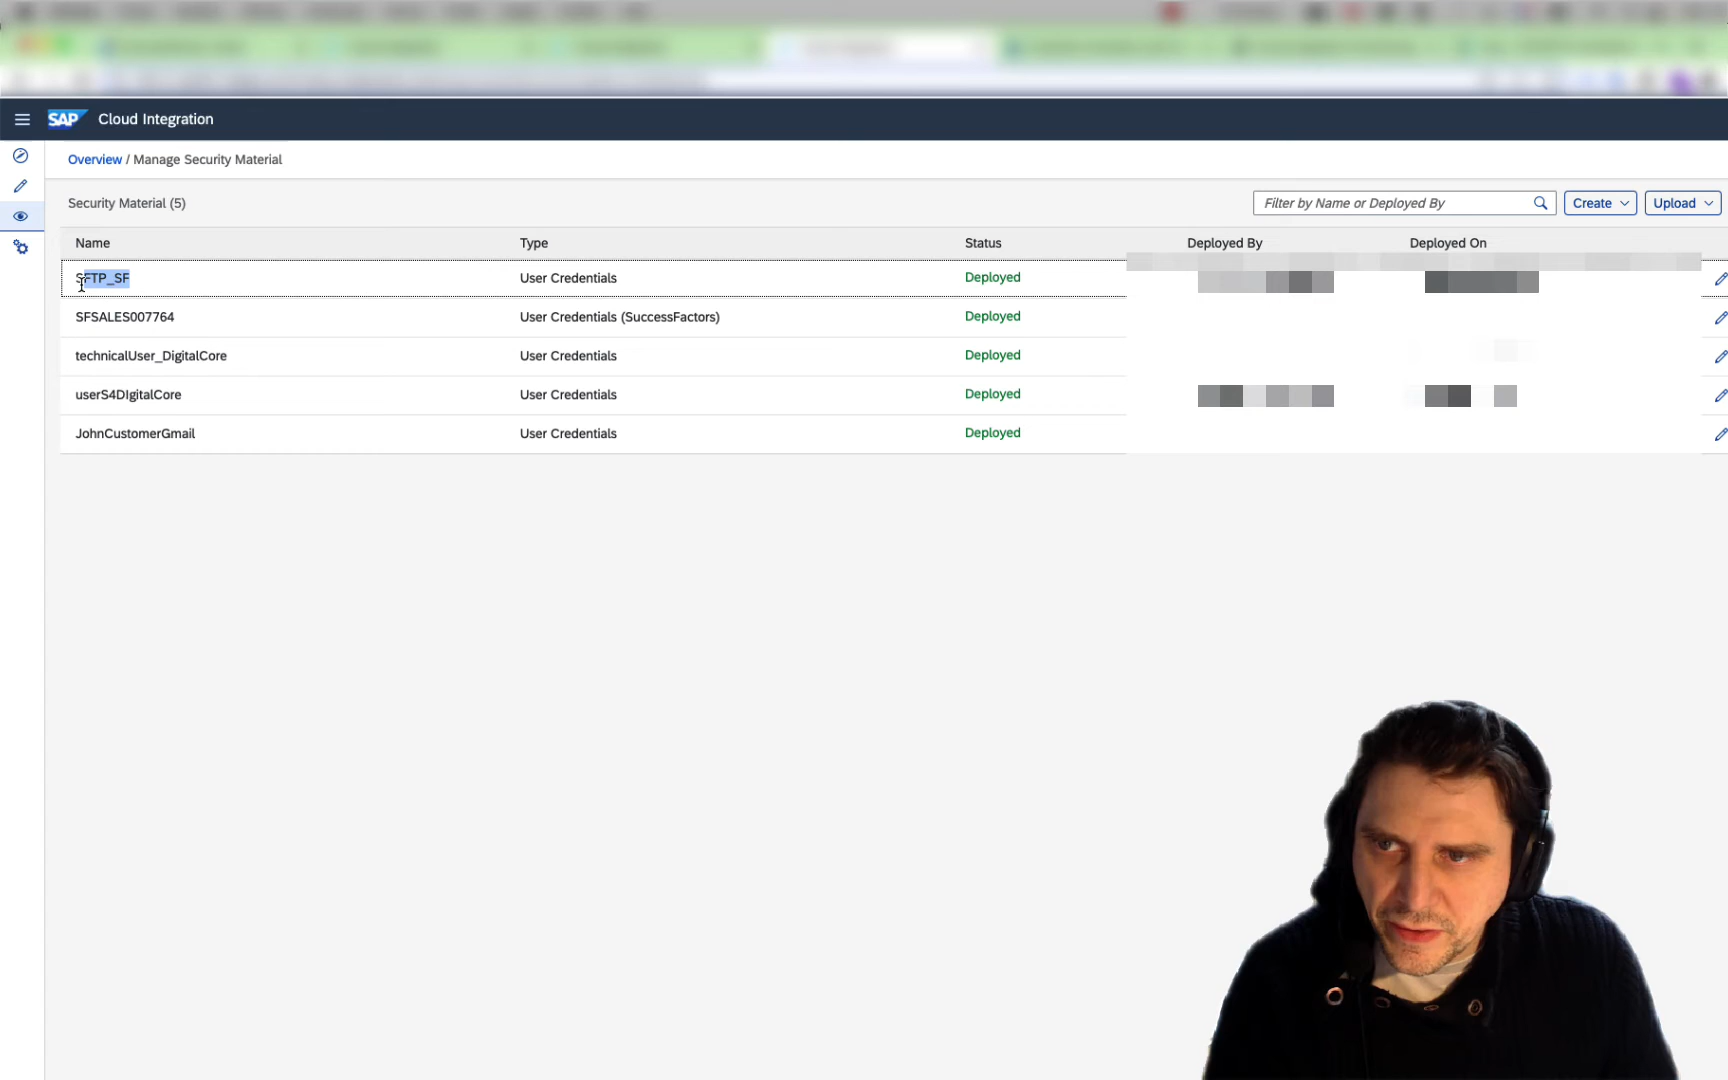 SAP Cloud Integration
Overview / Manage Security Material
Security Material (5)
Filter by Name or Deployed By
Create
Upload
Name Type Status Deployed By Deployed On
SFTP_SF User Credentials Deployed
SFSALES007764 User Credentials (SuccessFactors) Deployed
technicalUser_DigitalCore User Credentials Deployed
userS4DIgitalCore User Credentials Deployed
JohnCustomerGmail User Credentials Deployed